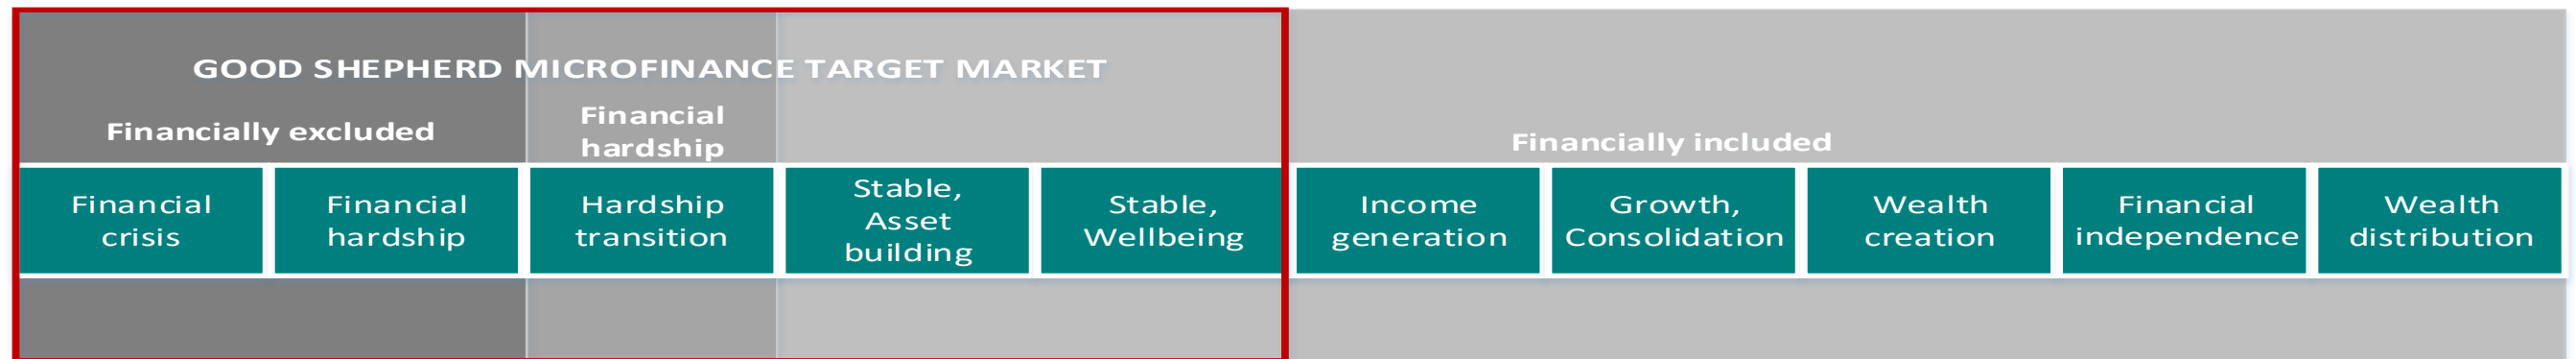 GOOD SHEPHERD MICROFINANCE TARGET MARKET
Financially excluded
Financial
hardship
Financially included
Financial
crisis
Financial
hardship
Hardship
transition
Stable,
Asset
building
Stable,
Wellbeing
Income
generation
Growth,
Consolidation
Wealth
creation
Financial
independence
Wealth
distribution